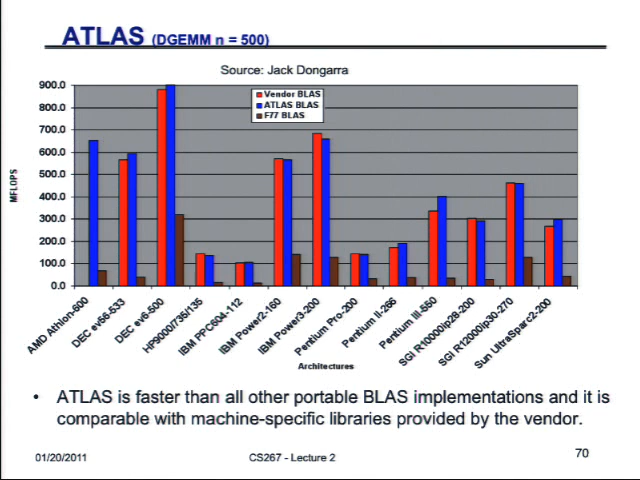 ATLAS (DGEMM n = 500)
Source: Jack Dongarra
Vendor BLAS
ATLAS BLAS
F77 BLAS
900.0
800.0
700.0
600.0
500.0
400.0
300.0
200.0
100.0
0.0
MFLOPS
AMD Athlon-600
DEC ev56-533
DEC ev6-500
HP9000/735/135
IBM PPC604-112
IBM Power2-160
IBM Power3-200
Pentium Pro-200
Pentium II-266
Pentium III-550
SGI R10000ip28-200
SGI R12000ip30-270
Sun UltraSparc2-200
Architectures
• ATLAS is faster than all other portable BLAS implementations and it is
comparable with machine-specific libraries provided by the vendor.
01/20/2011
CS267 - Lecture 2
70